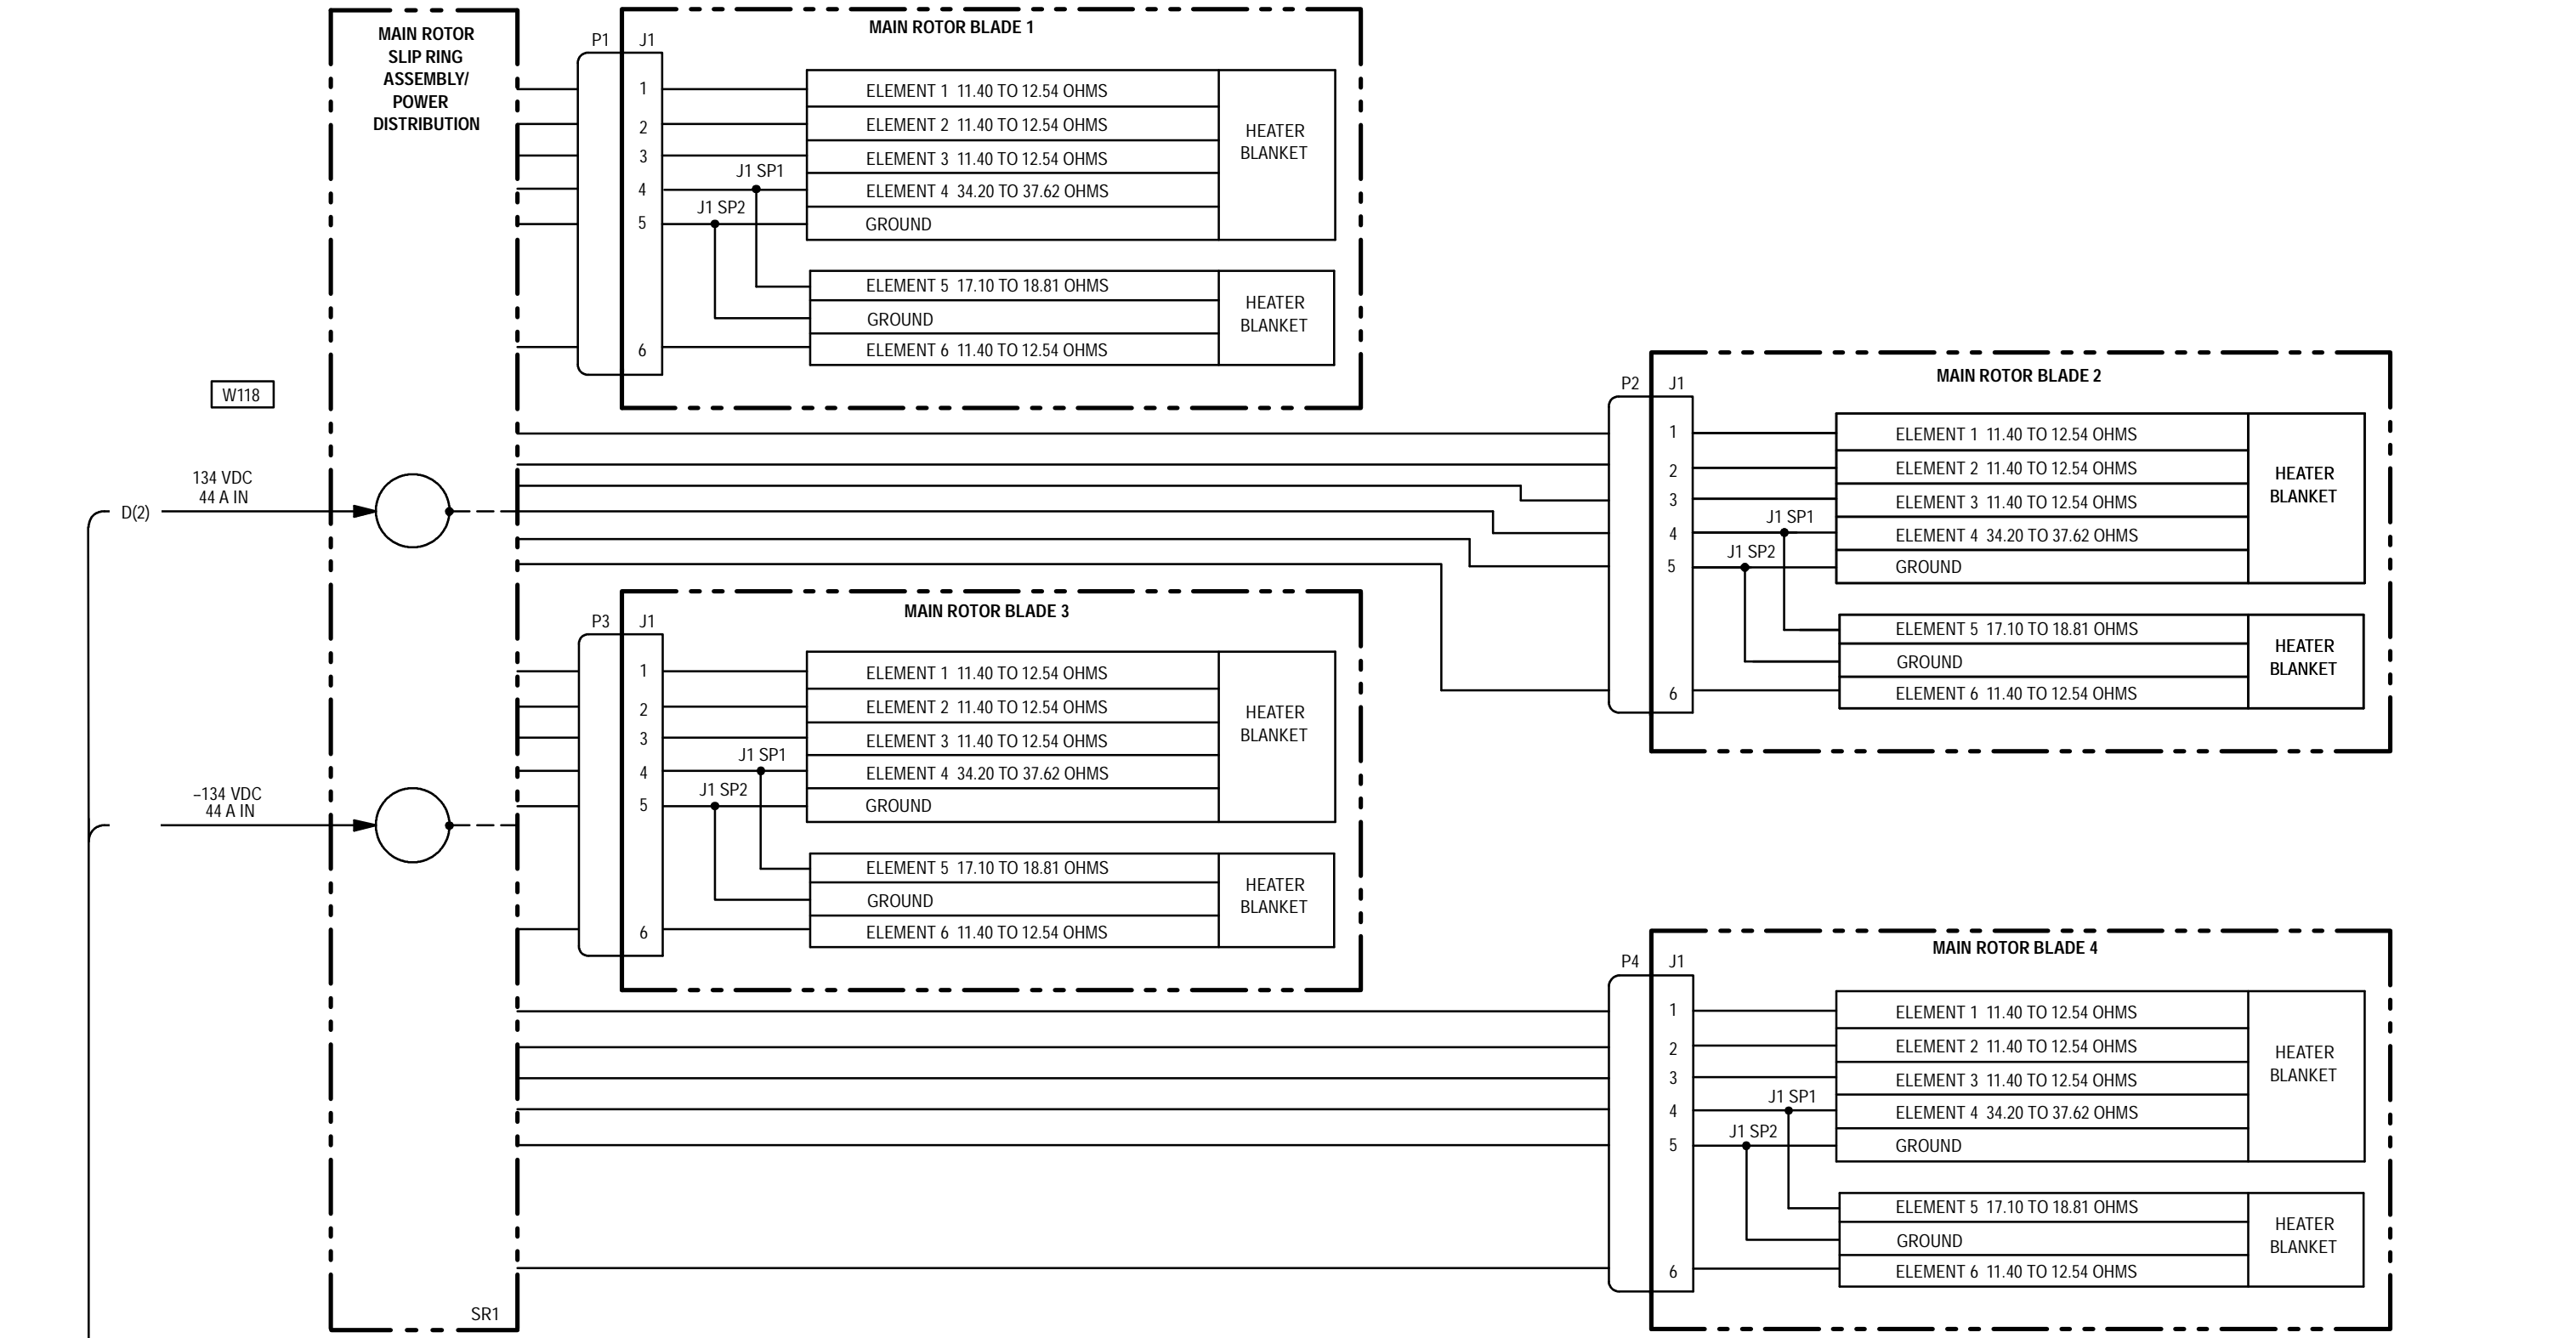 MAIN ROTOR
SLIP RING
ASSEMBLY/
POWER
DISTRIBUTION
W118
134 VDC
44 A IN
D(2)
–134 VDC
44 A IN
SR1
MAIN ROTOR BLADE 1
P1 J1
1 ELEMENT 1 11.40 TO 12.54 OHMS
2 ELEMENT 2 11.40 TO 12.54 OHMS
3 ELEMENT 3 11.40 TO 12.54 OHMS
J1 SP1
4 ELEMENT 4 34.20 TO 37.62 OHMS
J1 SP2
5 GROUND
HEATER
BLANKET
ELEMENT 5 17.10 TO 18.81 OHMS
GROUND
6 ELEMENT 6 11.40 TO 12.54 OHMS
HEATER
BLANKET
MAIN ROTOR BLADE 2
P2 J1
1 ELEMENT 1 11.40 TO 12.54 OHMS
2 ELEMENT 2 11.40 TO 12.54 OHMS
3 ELEMENT 3 11.40 TO 12.54 OHMS
J1 SP1
4 ELEMENT 4 34.20 TO 37.62 OHMS
J1 SP2
5 GROUND
HEATER
BLANKET
ELEMENT 5 17.10 TO 18.81 OHMS
GROUND
6 ELEMENT 6 11.40 TO 12.54 OHMS
HEATER
BLANKET
MAIN ROTOR BLADE 3
P3 J1
1 ELEMENT 1 11.40 TO 12.54 OHMS
2 ELEMENT 2 11.40 TO 12.54 OHMS
3 ELEMENT 3 11.40 TO 12.54 OHMS
J1 SP1
4 ELEMENT 4 34.20 TO 37.62 OHMS
J1 SP2
5 GROUND
HEATER
BLANKET
ELEMENT 5 17.10 TO 18.81 OHMS
GROUND
6 ELEMENT 6 11.40 TO 12.54 OHMS
HEATER
BLANKET
MAIN ROTOR BLADE 4
P4 J1
1 ELEMENT 1 11.40 TO 12.54 OHMS
2 ELEMENT 2 11.40 TO 12.54 OHMS
3 ELEMENT 3 11.40 TO 12.54 OHMS
J1 SP1
4 ELEMENT 4 34.20 TO 37.62 OHMS
J1 SP2
5 GROUND
HEATER
BLANKET
ELEMENT 5 17.10 TO 18.81 OHMS
GROUND
6 ELEMENT 6 11.40 TO 12.54 OHMS
HEATER
BLANKET